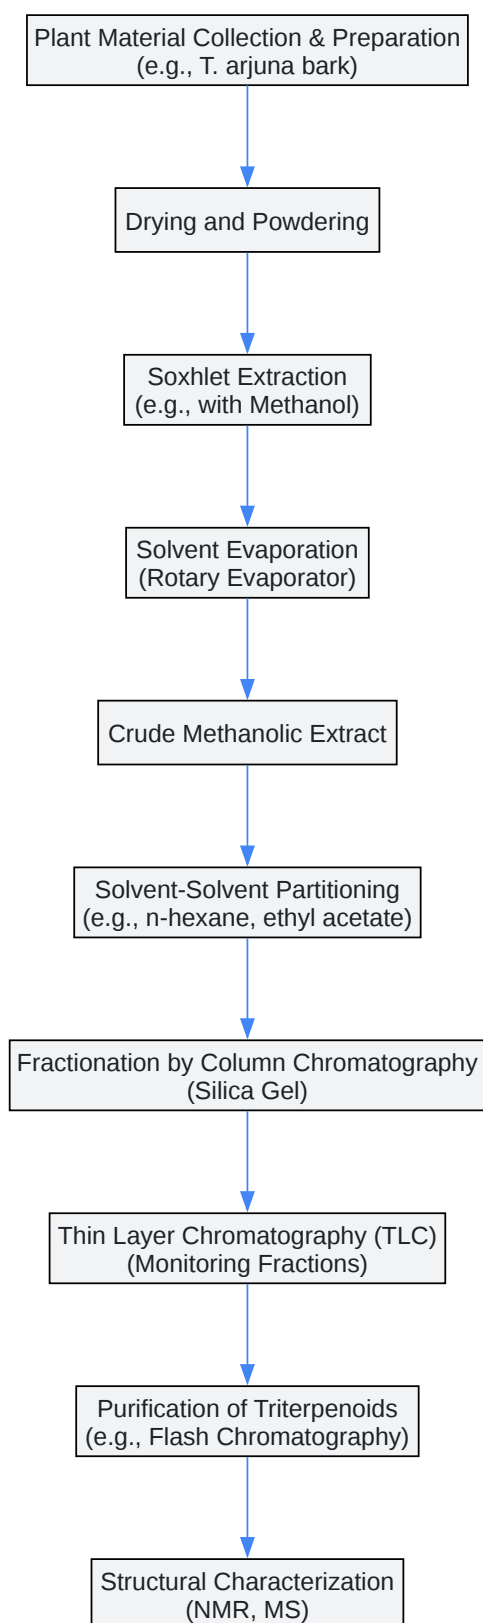 Plant Material Collection & Preparation
(e.g., T. arjuna bark)
Drying and Powdering
Soxhlet Extraction
(e.g., with Methanol)
Solvent Evaporation
(Rotary Evaporator)
Crude Methanolic Extract
Solvent-Solvent Partitioning
(e.g., n-hexane, ethyl acetate)
Fractionation by Column Chromatography
(Silica Gel)
Thin Layer Chromatography (TLC)
(Monitoring Fractions)
Purification of Triterpenoids
(e.g., Flash Chromatography)
Structural Characterization
(NMR, MS)